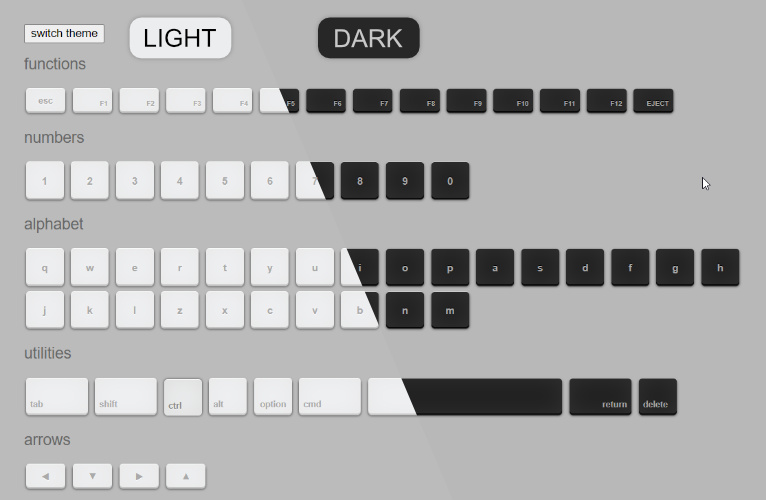 switch theme LIGHT DARK
functions
esc F1 F2 F3 F4 F5 F6 F7 F8 F9 F10 F11 F12 EJECT
numbers
1 2 3 4 5 6 7 8 9 0
alphabet
q w e r t y u i o p a s d f g h
j k l z x c v b n m
utilities
tab shift ctrl alt option cmd return delete
arrows
◀ ▼ ▶ ▲